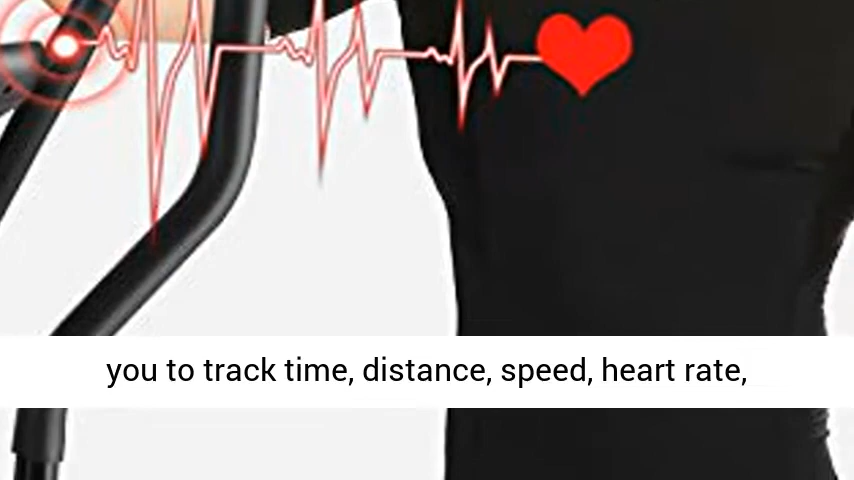 you to track time, distance, speed, heart rate,